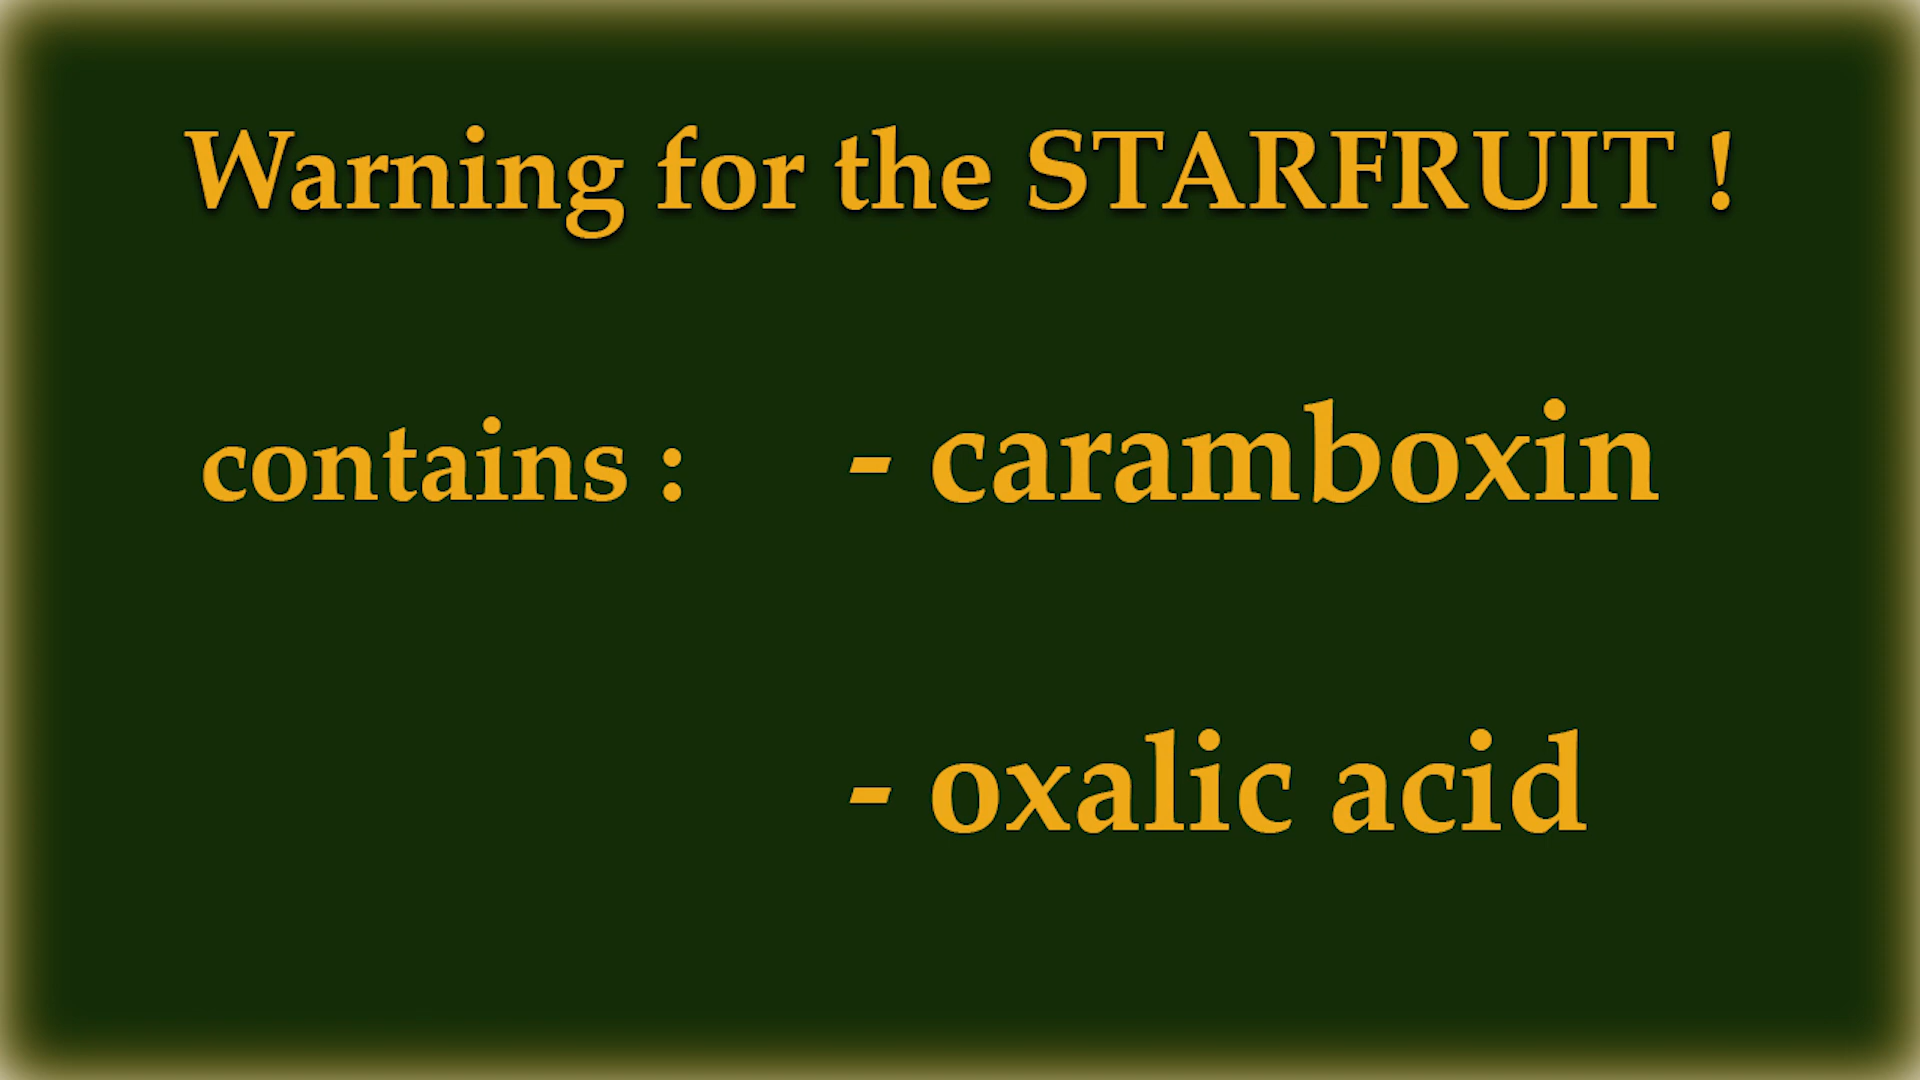 Warning for the STARFRUIT !
contains : - caramboxin
- oxalic acid